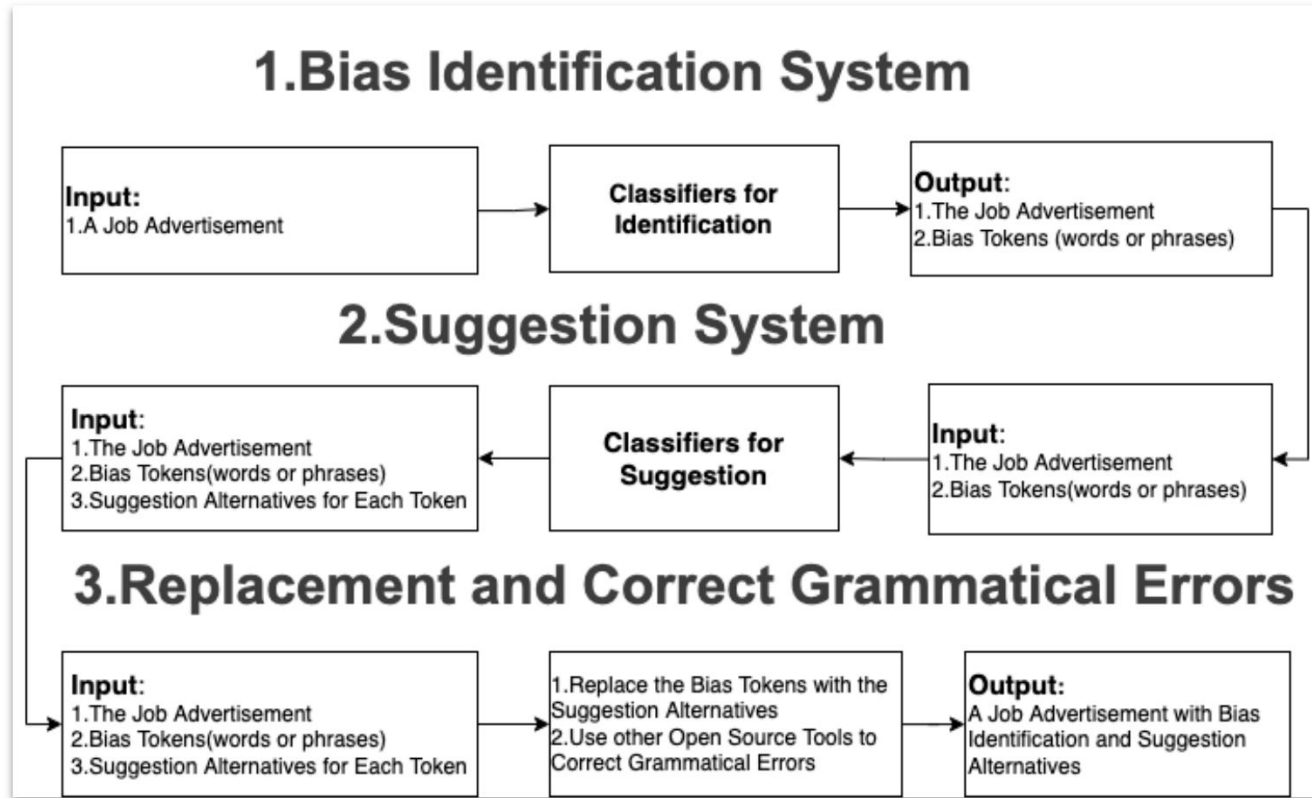 1.Bias Identification System
Input:
1.A Job Advertisement
Classifiers for
Identification
Output:
1.The Job Advertisement
2.Bias Tokens (words or phrases)
2.Suggestion System
Input:
1.The Job Advertisement
2.Bias Tokens(words or phrases)
3.Suggestion Alternatives for Each Token
Classifiers for
Suggestion
Input:
1.The Job Advertisement
2.Bias Tokens(words or phrases)
3.Replacement and Correct Grammatical Errors
Input:
1.The Job Advertisement
2.Bias Tokens(words or phrases)
3.Suggestion Alternatives for Each Token
1.Replace the Bias Tokens with the
Suggestion Alternatives
2.Use other Open Source Tools to
Correct Grammatical Errors
Output:
A Job Advertisement with Bias
Identification and Suggestion
Alternatives